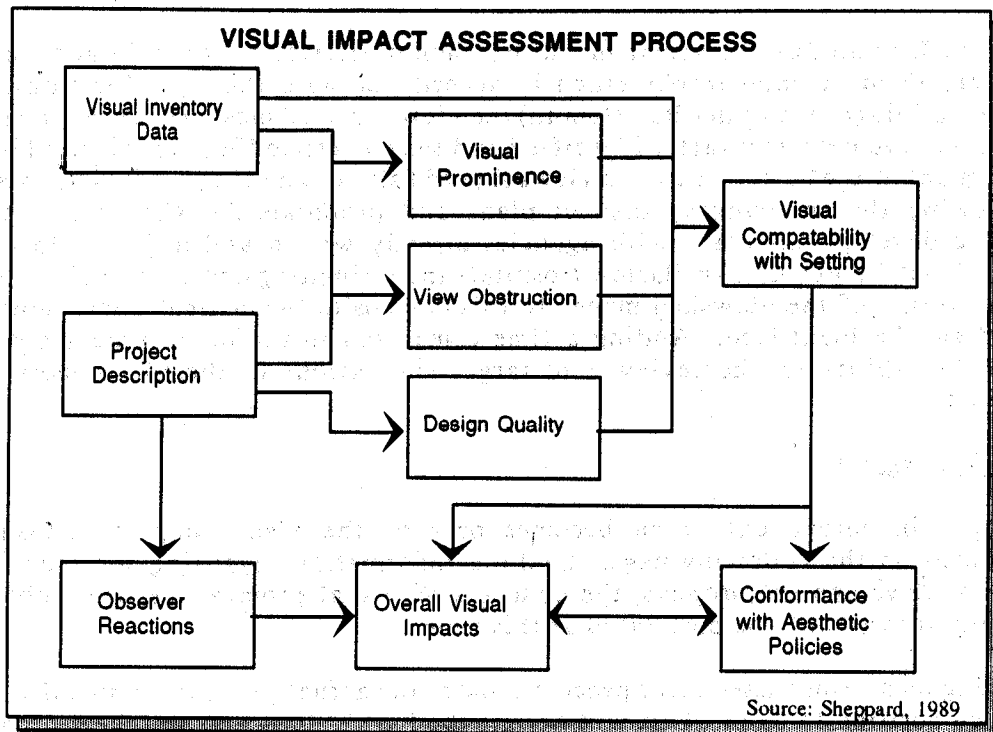 VISUAL IMPACT ASSESSMENT PROCESS
Visual Inventory
Data
Visual
Prominence
Visual
Compatability
with Setting
View Obstruction
Project
Description
Design Quality
Observer
Reactions
Overall Visual
Impacts
Conformance
with Aesthetic
Policies
Source: Sheppard, 1989